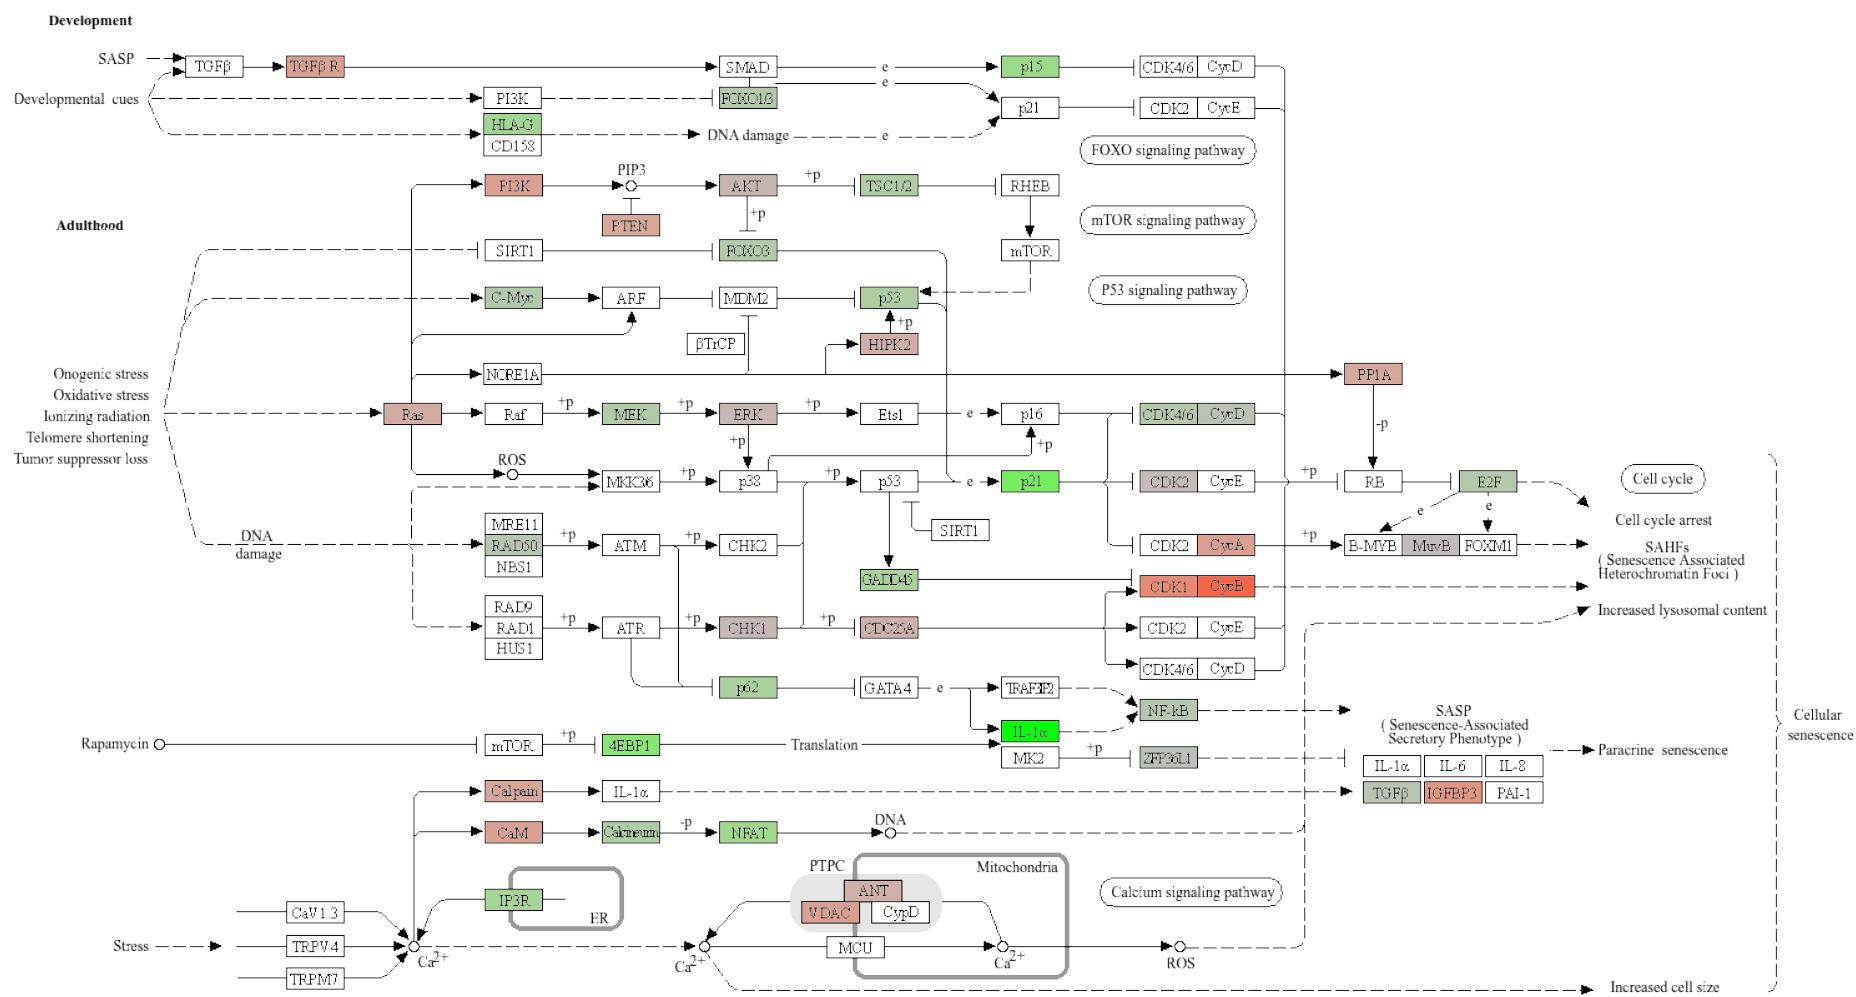 Development
SASP
TGFβ
TGFβ R
SMAD
e
p15
CDK4/6
CycD
e
Developmental cues
PI3K
FOXO1/3
p21
CDK2
CycE
HLA-G
CD158
DNA damage
e
FOXO signaling pathway
PIP3
PI3K
AKT
+p
TSC1/2
RHEB
Adulthood
PTEN
+p
mTOR signaling pathway
SIRT1
FOXO3
mTOR
C-Myc
ARF
MDM2
p53
P53 signaling pathway
+p
βTrCP
HIPK2
Onogenic stress
Oxidative stress
Ionizing radiation
Telomere shortening
Tumor suppressor loss
NORE1A
PP1A
Ras
Raf
+p
MEK
+p
ERK
+p
Ets1
e
p16
CDK4/6
CycD
-p
+p
+p
ROS
MKK3/6
+p
p38
+p
p53
e
p21
CDK2
CycE
+p
RB
E2F
Cell cycle
e
e
DNA
damage
MRE11
RAD50
NBS1
+p
ATM
+p
CHK2
SIRT1
CDK2
CycA
+p
B-MYB
MuvB
FOXM1
Cell cycle arrest
SAHFs
( Senescence Associated
Heterochromatin Foci )
GADD45
CDK1
CycB
Increased lysosomal content
RAD9
RAD1
HUS1
+p
ATR
+p
CHK1
+p
CDC25A
CDK2
CycE
CDK4/6
CycD
p62
GATA4
e
TRAF3IP2
NF-kB
IL-1α
SASP
( Senescence-Associated
Secretory Phenotype )
Cellular
senescence
Rapamycin
mTOR
+p
4EBP1
Translation
MK2
+p
ZFP36L1
Paracrine senescence
IL-1α
IL-6
IL-8
TGFβ
IGFBP3
PAI-1
Calpain
IL-1α
CaM
Calcineurin
-p
NFAT
DNA
PTPC
Mitochondria
ANT
VDAC
CypD
Calcium signaling pathway
IP3R
ER
CaV1.3
Stress
TRPV4
Ca2+
Ca2+
MCU
Ca2+
ROS
TRPM7
Increased cell size